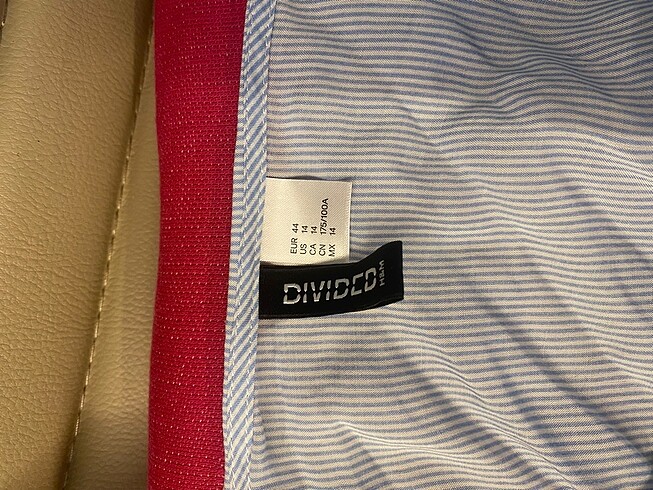 EUR 44
US 14
CA 14
CN 175/100A
MX 14
DIVIDED
H&M